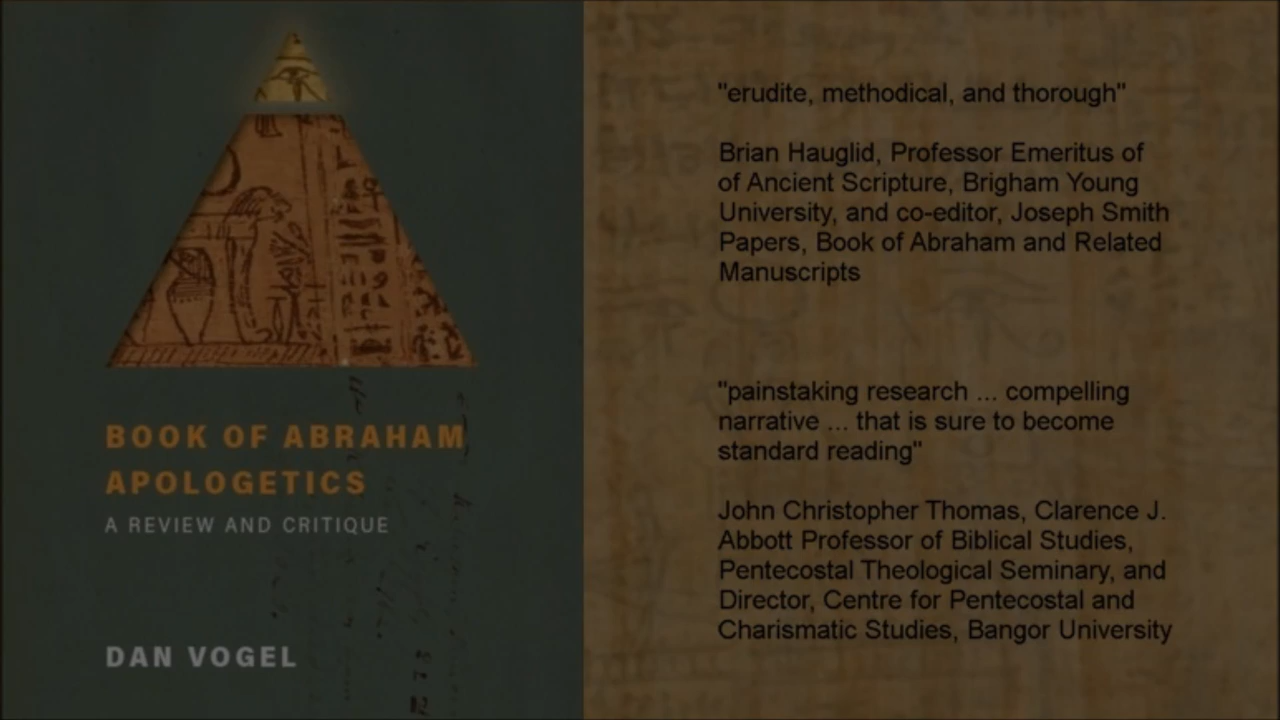 BOOK OF ABRAHAM
APOLOGETICS
A REVIEW AND CRITIQUE
DAN VOGEL
"erudite, methodical, and thorough"
Brian Hauglid, Professor Emeritus of
of Ancient Scripture, Brigham Young
University, and co-editor, Joseph Smith
Papers, Book of Abraham and Related
Manuscripts
"painstaking research ... compelling
narrative ... that is sure to become
standard reading"
John Christopher Thomas, Clarence J.
Abbott Professor of Biblical Studies,
Pentecostal Theological Seminary, and
Director, Centre for Pentecostal and
Charismatic Studies, Bangor University